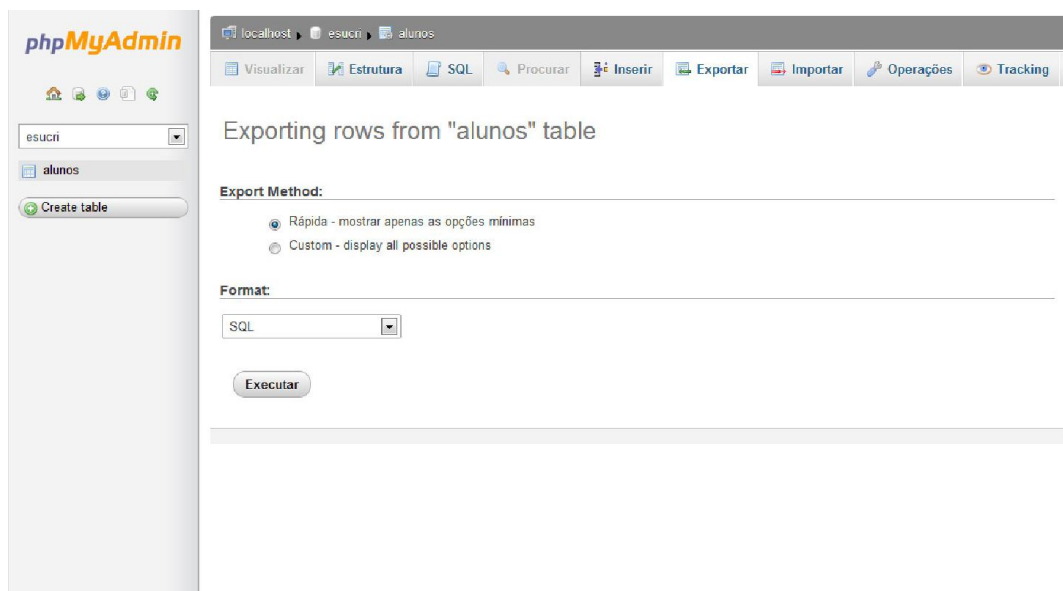 phpMyAdmin
esucri
alunos
Create table
localhost esucri alunos
Visualizar Estrutura SQL Procurar Inserir Exportar Importar Operações Tracking
Exporting rows from "alunos" table
Export Method:
Rápida - mostrar apenas as opções mínimas
Custom - display all possible options
Format:
SQL
Executar